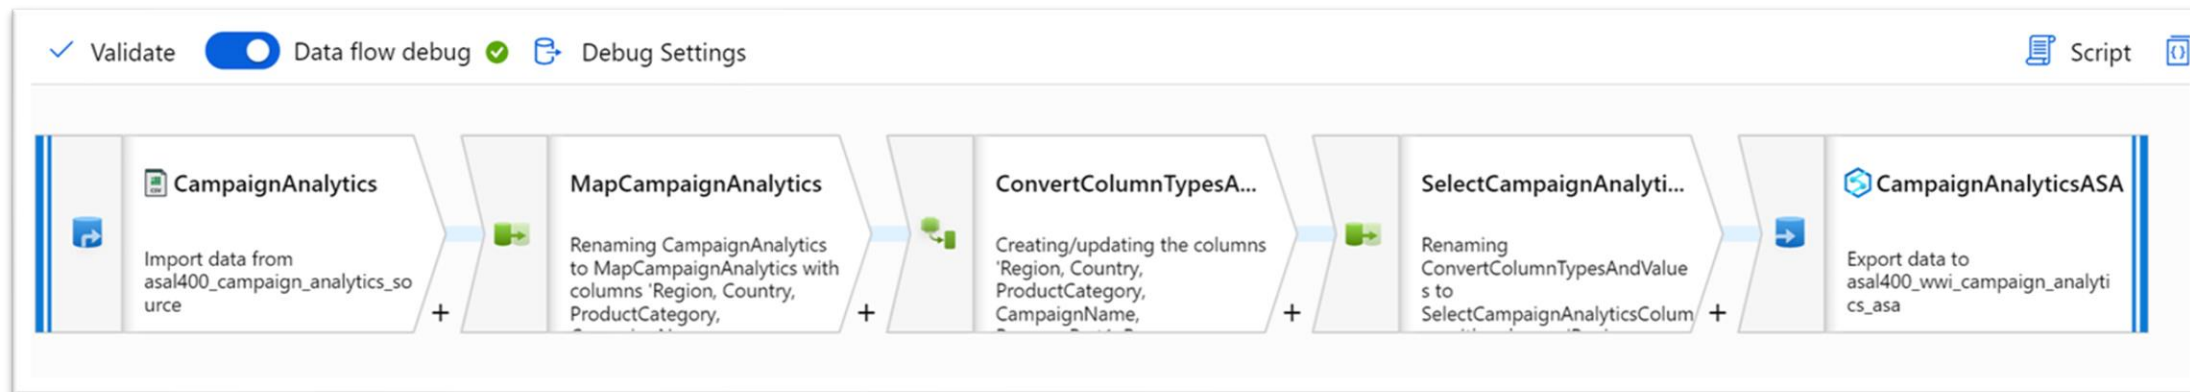 Validate
Data flow debug
Debug Settings
Script
CampaignAnalytics
Import data from
asal400_campaign_analytics_so
urce
+
MapCampaignAnalytics
Renaming CampaignAnalytics
to MapCampaignAnalytics with
columns 'Region, Country,
ProductCategory,
+
ConvertColumnTypesA...
Creating/updating the columns
'Region, Country,
ProductCategory,
CampaignName,
+
SelectCampaignAnalyti...
Renaming
ConvertColumnTypesAndValue
s to
SelectCampaignAnalyticsColum
+
CampaignAnalyticsASA
Export data to
asal400_wwi_campaign_analyti
cs_asa